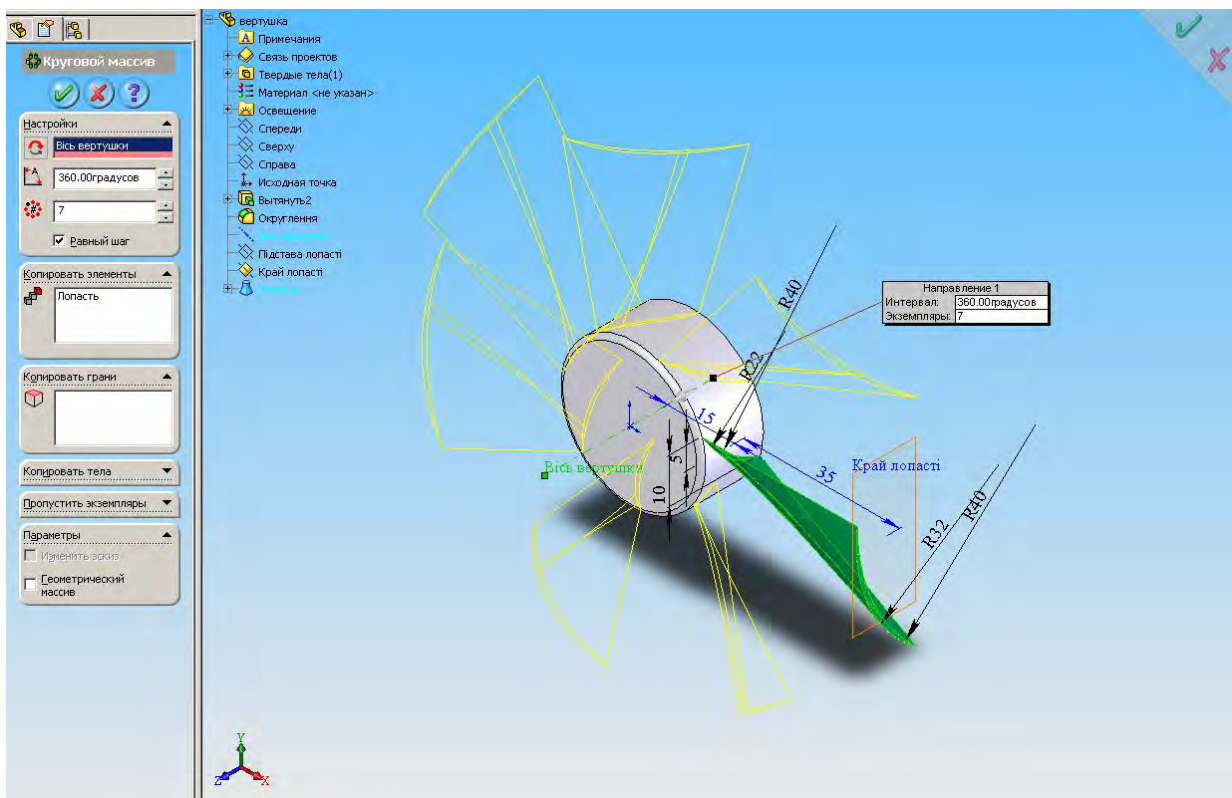 Круговой массив
Настройки
Вісь вертушки
360.00градусов
7
Равный шаг
Копировать элементы
Лопасть
Копировать грани
Копировать тела
Пропустить экземпляры
Параметры
Изменить эскиз
Геометрический
массив
вертушка
Примечания
Связь проектов
Твердые тела(1)
Материал <не указан>
Освещение
Спереди
Сверху
Справа
Исходная точка
Вытянуть2
Округлення
Підстава лопасті
Край лопасті
Направление 1
Интервал: 360.00градусов
Экземпляры: 7
R40
R22
15
5
10
35
Вісь вертушки
Край лопасті
R32
R40
Y
Z
X